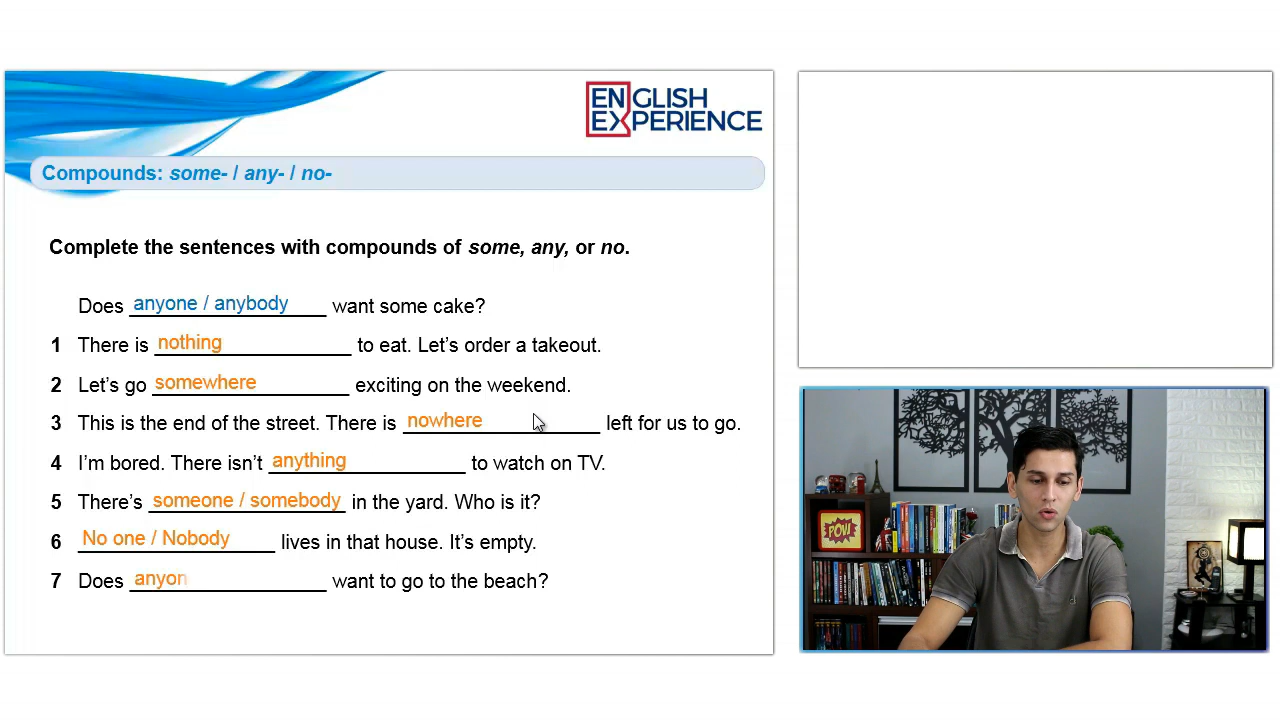 ENGLISH
EXPERIENCE
Compounds: some- / any- / no-
Complete the sentences with compounds of some, any, or no.
Does anyone / anybody want some cake?
1 There is nothing to eat. Let's order a takeout.
2 Let's go somewhere exciting on the weekend.
3 This is the end of the street. There is nowhere left for us to go.
4 I'm bored. There isn't anything to watch on TV.
5 There's someone / somebody in the yard. Who is it?
6 No one / Nobody lives in that house. It's empty.
7 Does anyon want to go to the beach?
POW!